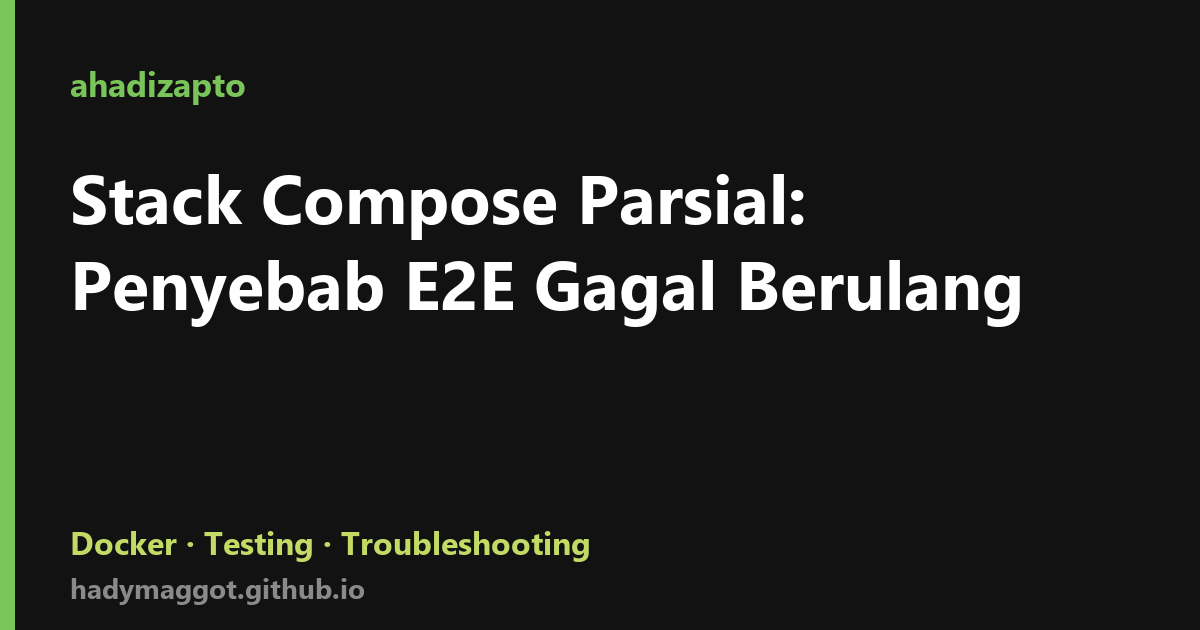 ahadizapto
Stack Compose Parsial:
Penyebab E2E Gagal Berulang
Docker · Testing · Troubleshooting
hadymaggot.github.io